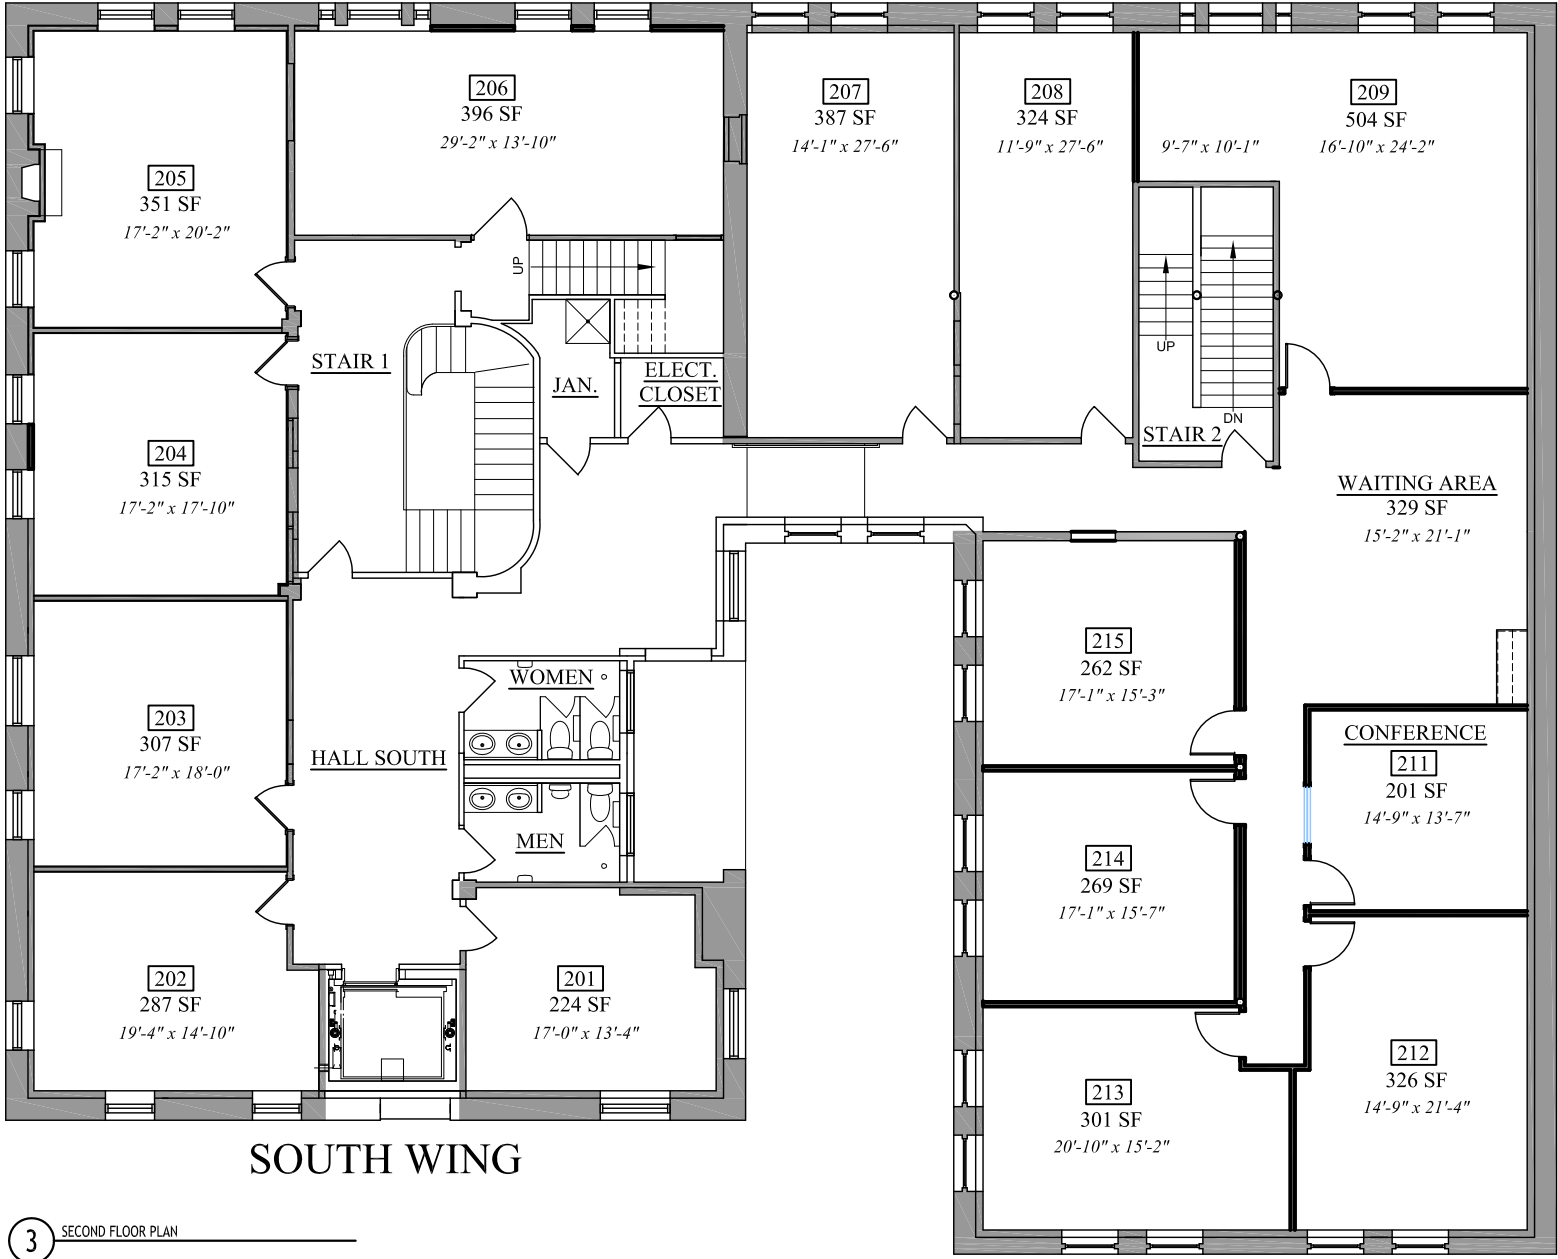 206
396 SF
29'-2" x 13'-10"
207
387 SF
14'-1" x 27'-6"
208
324 SF
11'-9" x 27'-6"
9'-7" x 10'-1"
209
504 SF
16'-10" x 24'-2"
205
351 SF
17'-2" x 20'-2"
UP
STAIR 1
JAN.
ELECT.
CLOSET
UP
DN
STAIR 2
204
315 SF
17'-2" x 17'-10"
WAITING AREA
329 SF
15'-2" x 21'-1"
215
262 SF
17'-1" x 15'-3"
WOMEN
203
307 SF
17'-2" x 18'-0"
HALL SOUTH
CONFERENCE
211
201 SF
14'-9" x 13'-7"
MEN
214
269 SF
17'-1" x 15'-7"
202
287 SF
19'-4" x 14'-10"
201
224 SF
17'-0" x 13'-4"
212
326 SF
14'-9" x 21'-4"
213
301 SF
20'-10" x 15'-2"
SOUTH WING
3
SECOND FLOOR PLAN